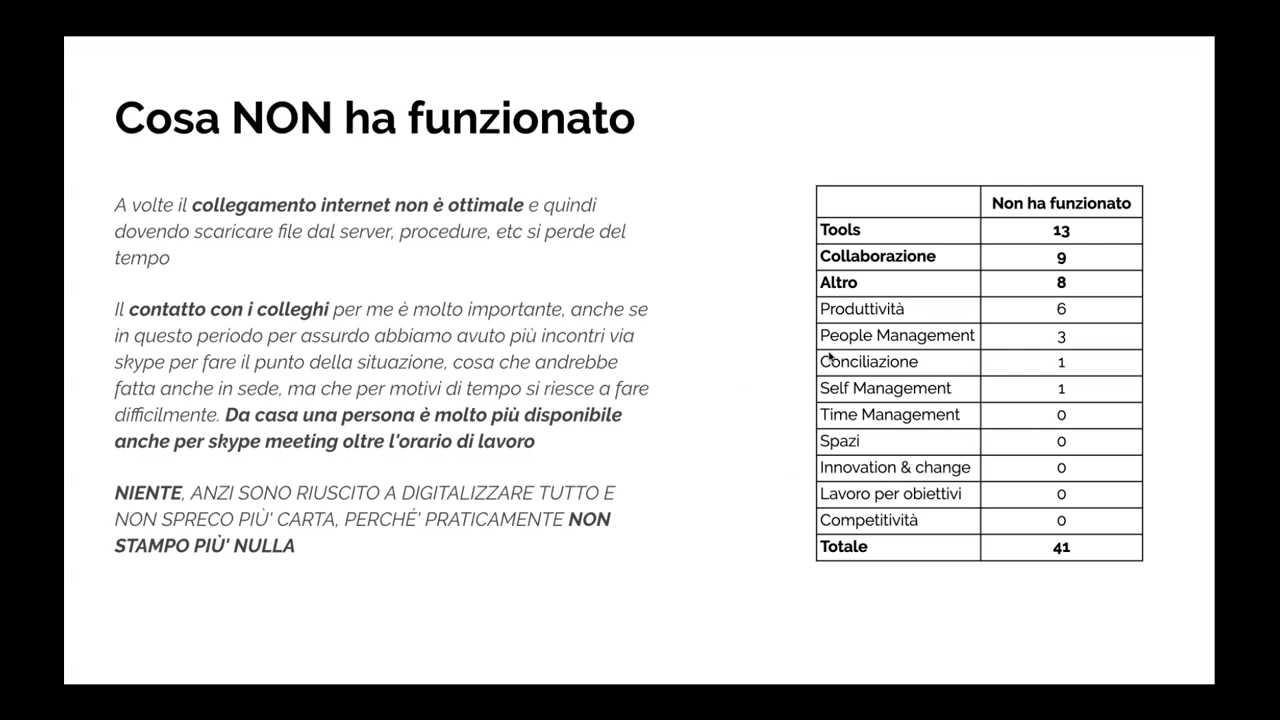 Cosa NON ha funzionato
A volte il collegamento internet non è ottimale e quindi
dovendo scaricare file dal server, procedure, etc si perde del
tempo
Il contatto con i colleghi per me è molto importante, anche se
in questo periodo per assurdo abbiamo avuto più incontri via
skype per fare il punto della situazione, cosa che andrebbe
fatta anche in sede, ma che per motivi di tempo si riesce a fare
difficilmente. Da casa una persona è molto più disponibile
anche per skype meeting oltre l'orario di lavoro
NIENTE, ANZI SONO RIUSCITO A DIGITALIZZARE TUTTO E
NON SPRECO PIÙ' CARTA, PERCHÉ' PRATICAMENTE NON
STAMPO PIÙ' NULLA
Non ha funzionato
Tools 13
Collaborazione 9
Altro 8
Produttività 6
People Management 3
Conciliazione 1
Self Management 1
Time Management 0
Spazi 0
Innovation & change 0
Lavoro per obiettivi 0
Competitività 0
Totale 41